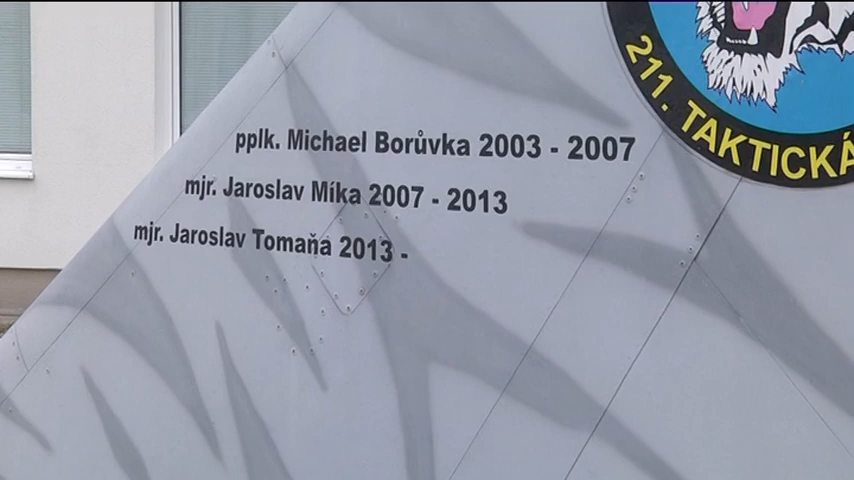 211. TAKTICKÁ
pplk. Michael Borůvka 2003 - 2007
mjr. Jaroslav Míka 2007 - 2013
mjr. Jaroslav Tomaňa 2013 -